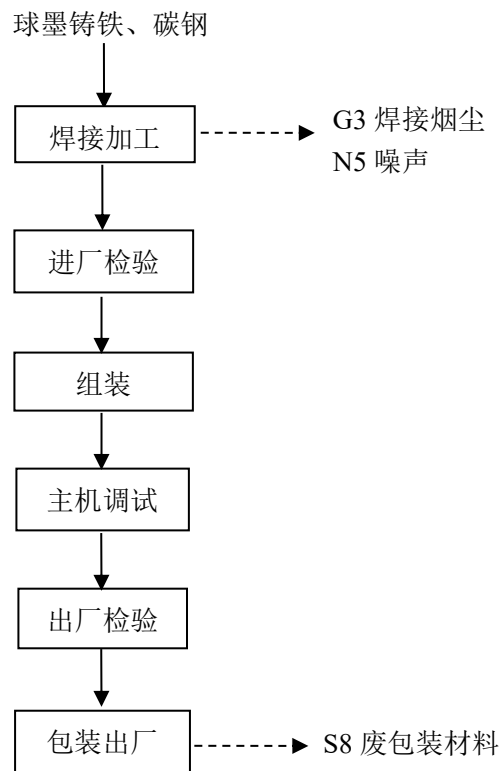 球墨铸铁、碳钢
焊接加工
G3 焊接烟尘
N5 噪声
进厂检验
组装
主机调试
出厂检验
包装出厂
S8 废包装材料